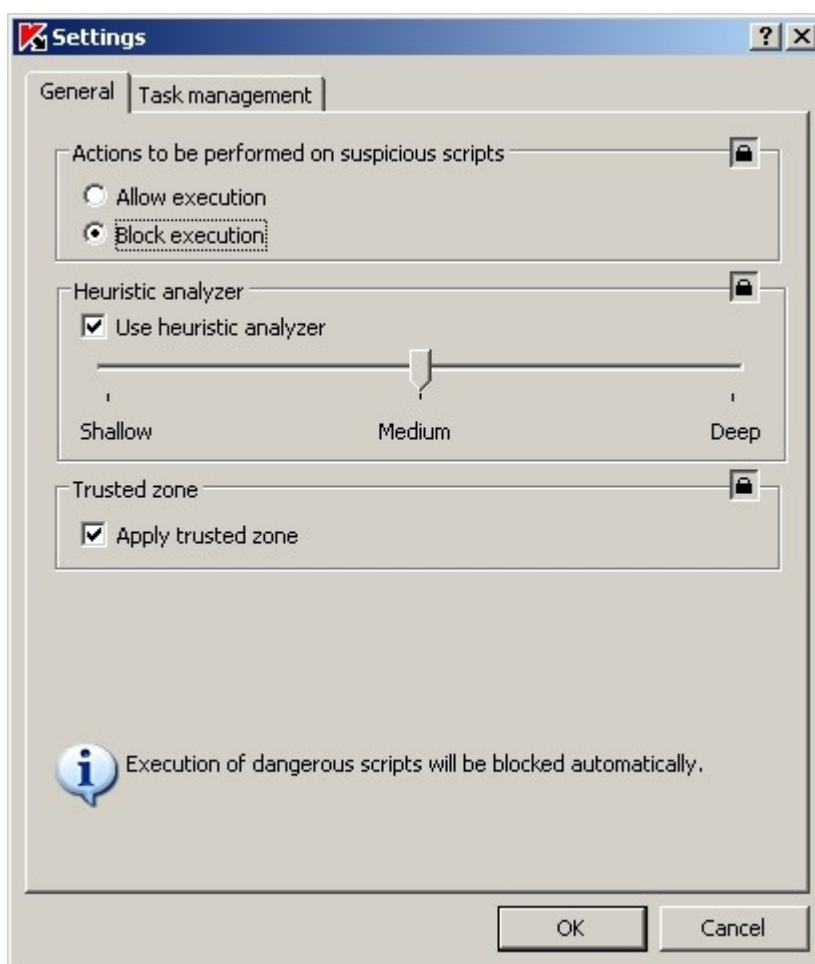 Settings
General
Task management
Actions to be performed on suspicious scripts
Allow execution
Block execution
Heuristic analyzer
Use heuristic analyzer
Shallow Medium Deep
Trusted zone
Apply trusted zone
Execution of dangerous scripts will be blocked automatically.
OK Cancel